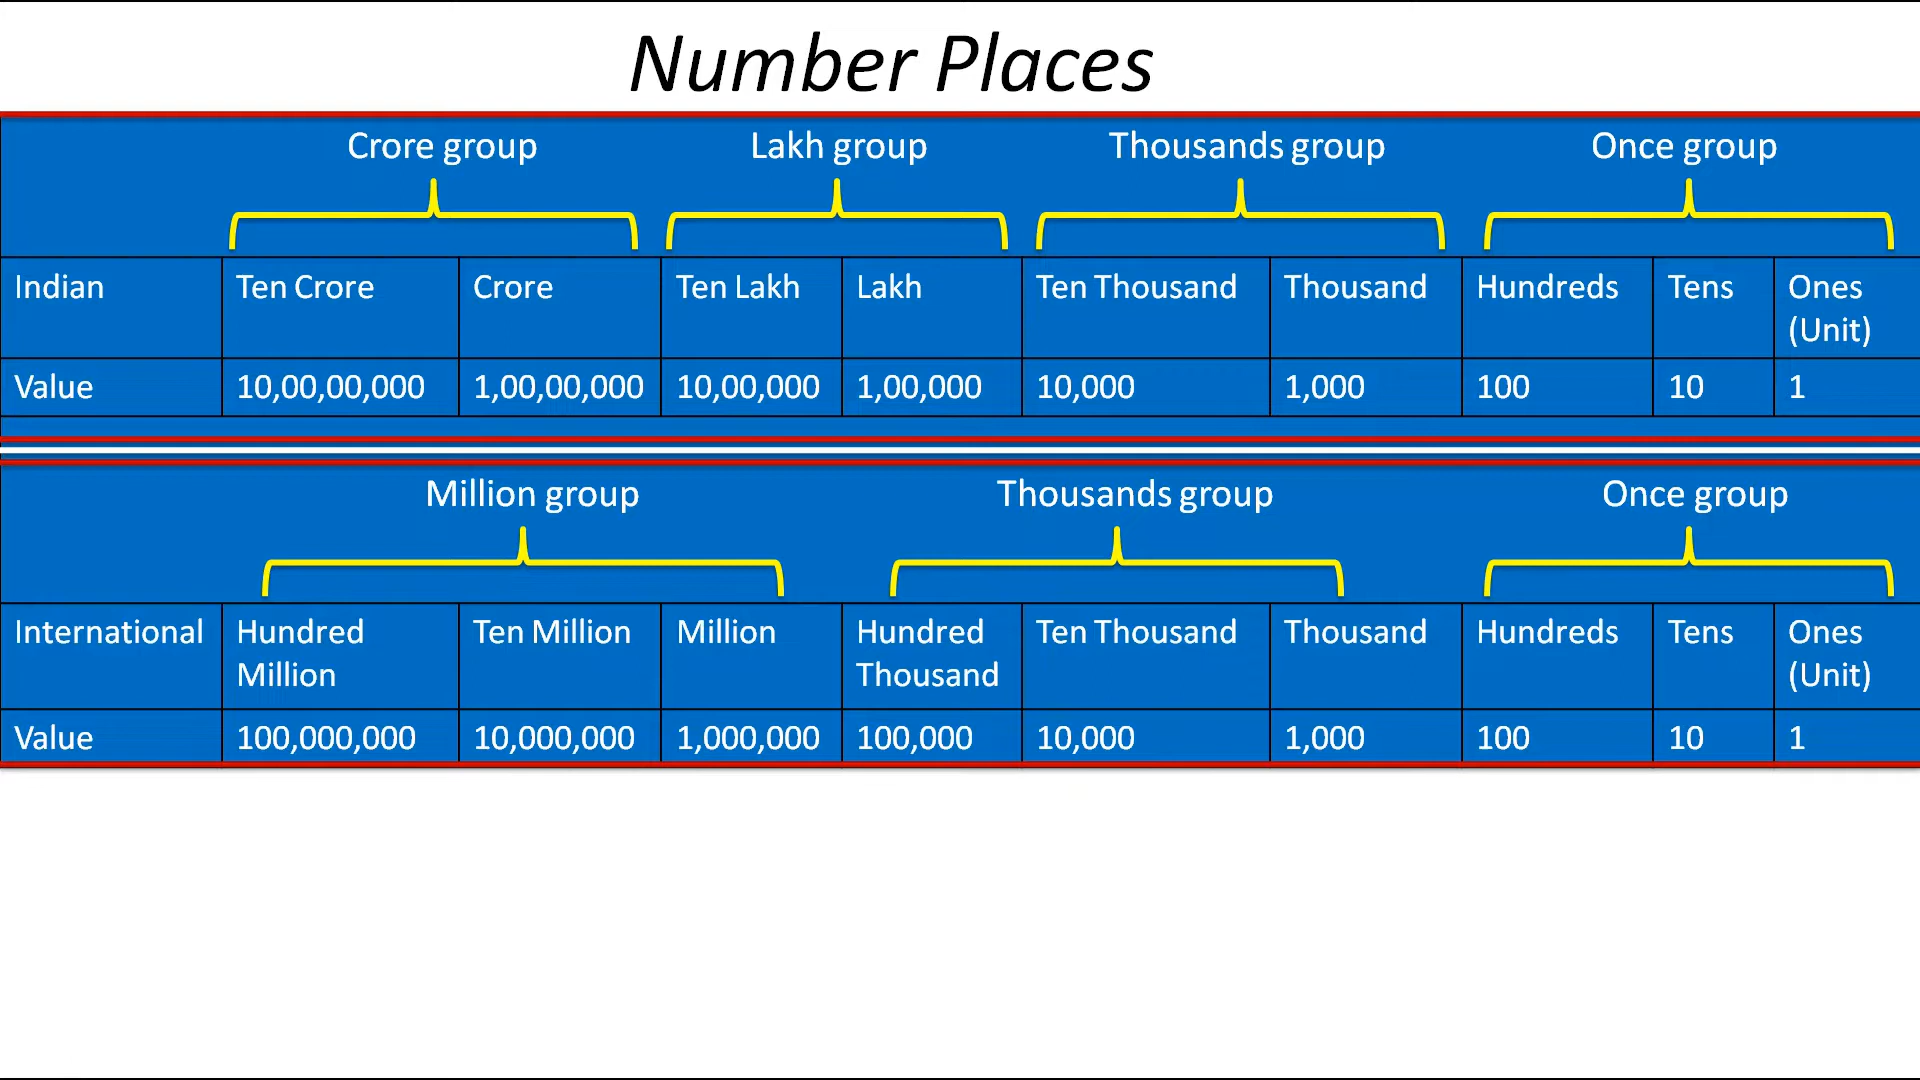 Number Places
Crore group Lakh group Thousands group Once group
Indian Ten Crore Crore Ten Lakh Lakh Ten Thousand Thousand Hundreds Tens Ones
(Unit)
Value 10,00,00,000 1,00,00,000 10,00,000 1,00,000 10,000 1,000 100 10 1
Million group Thousands group Once group
International Hundred Ten Million Million Hundred Ten Thousand Thousand Hundreds Tens Ones
Million Thousand (Unit)
Value 100,000,000 10,000,000 1,000,000 100,000 10,000 1,000 100 10 1